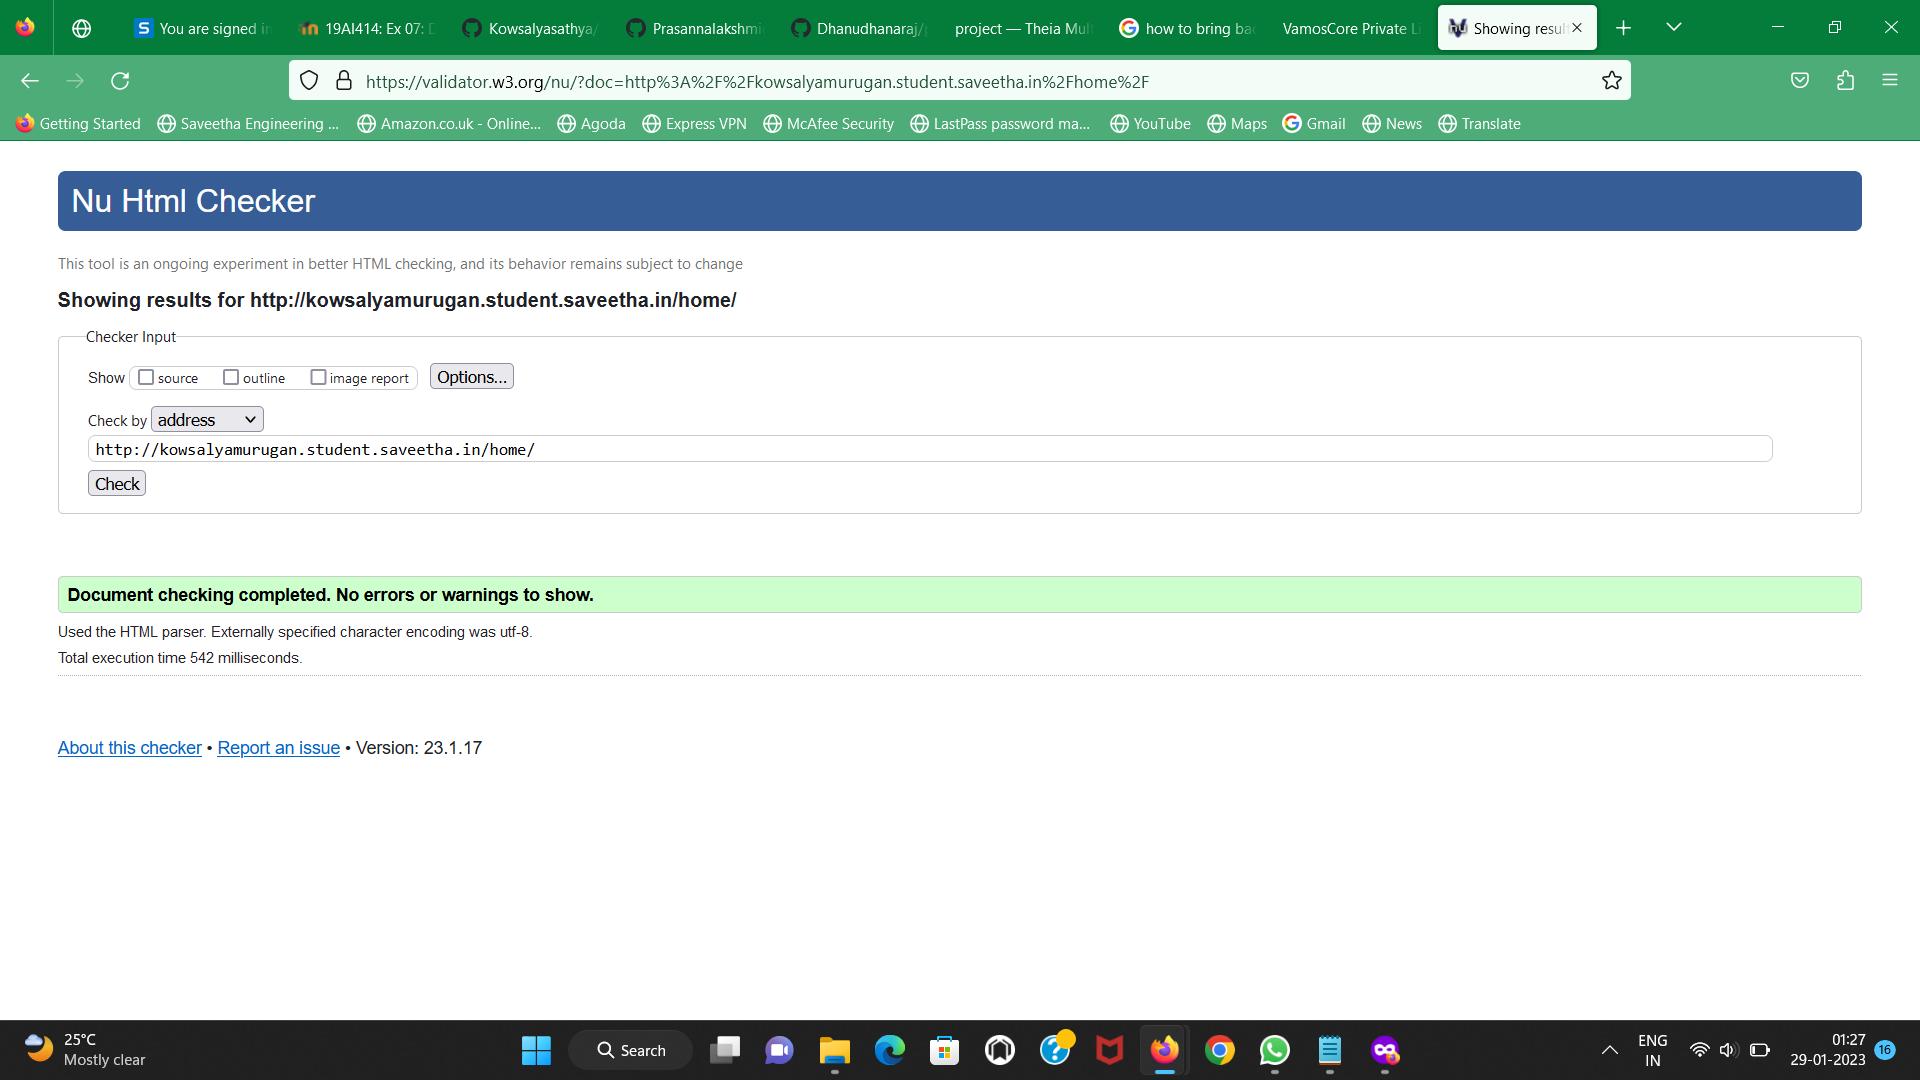 You are signed in
19AI414: Ex 07: D
Kowsalyasathya/
Prasannalakshmi
Dhanudhanaraj/p
project — Theia Mult
how to bring bac
VamosCore Private Li
Showing result
https://validator.w3.org/nu/?doc=http%3A%2F%2Fkowsalyamurugan.student.saveetha.in%2Fhome%2F
Getting Started
Saveetha Engineering ...
Amazon.co.uk - Online...
Agoda
Express VPN
McAfee Security
LastPass password ma...
YouTube
Maps
Gmail
News
Translate
Nu Html Checker
This tool is an ongoing experiment in better HTML checking, and its behavior remains subject to change
Showing results for http://kowsalyamurugan.student.saveetha.in/home/
Checker Input
Show source outline image report Options...
Check by address
http://kowsalyamurugan.student.saveetha.in/home/
Check
Document checking completed. No errors or warnings to show.
Used the HTML parser. Externally specified character encoding was utf-8.
Total execution time 542 milliseconds.
About this checker • Report an issue • Version: 23.1.17
25°C
Mostly clear
Search
ENG
IN
01:27
29-01-2023
16